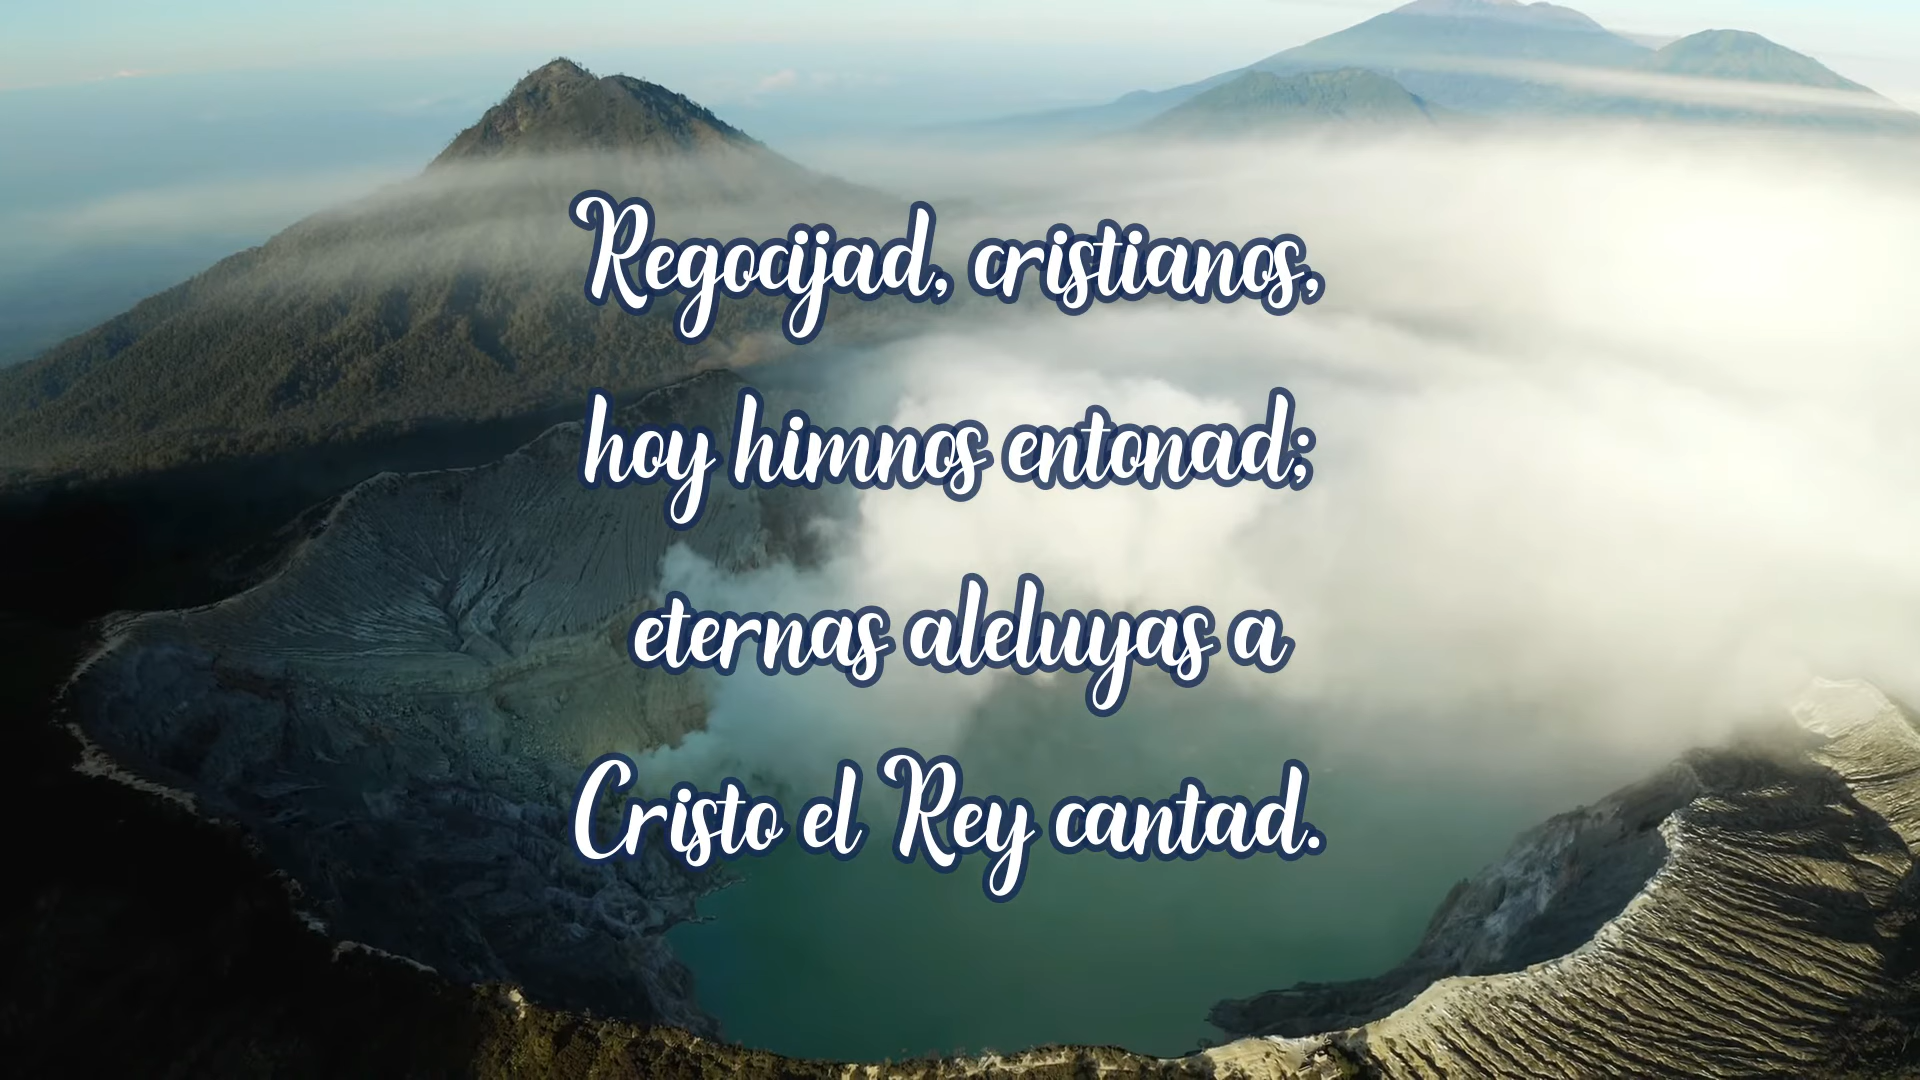 Regocijad, cristianos,
hoy himnos entonad;
eternas aleluyas a
Cristo el Rey cantad.